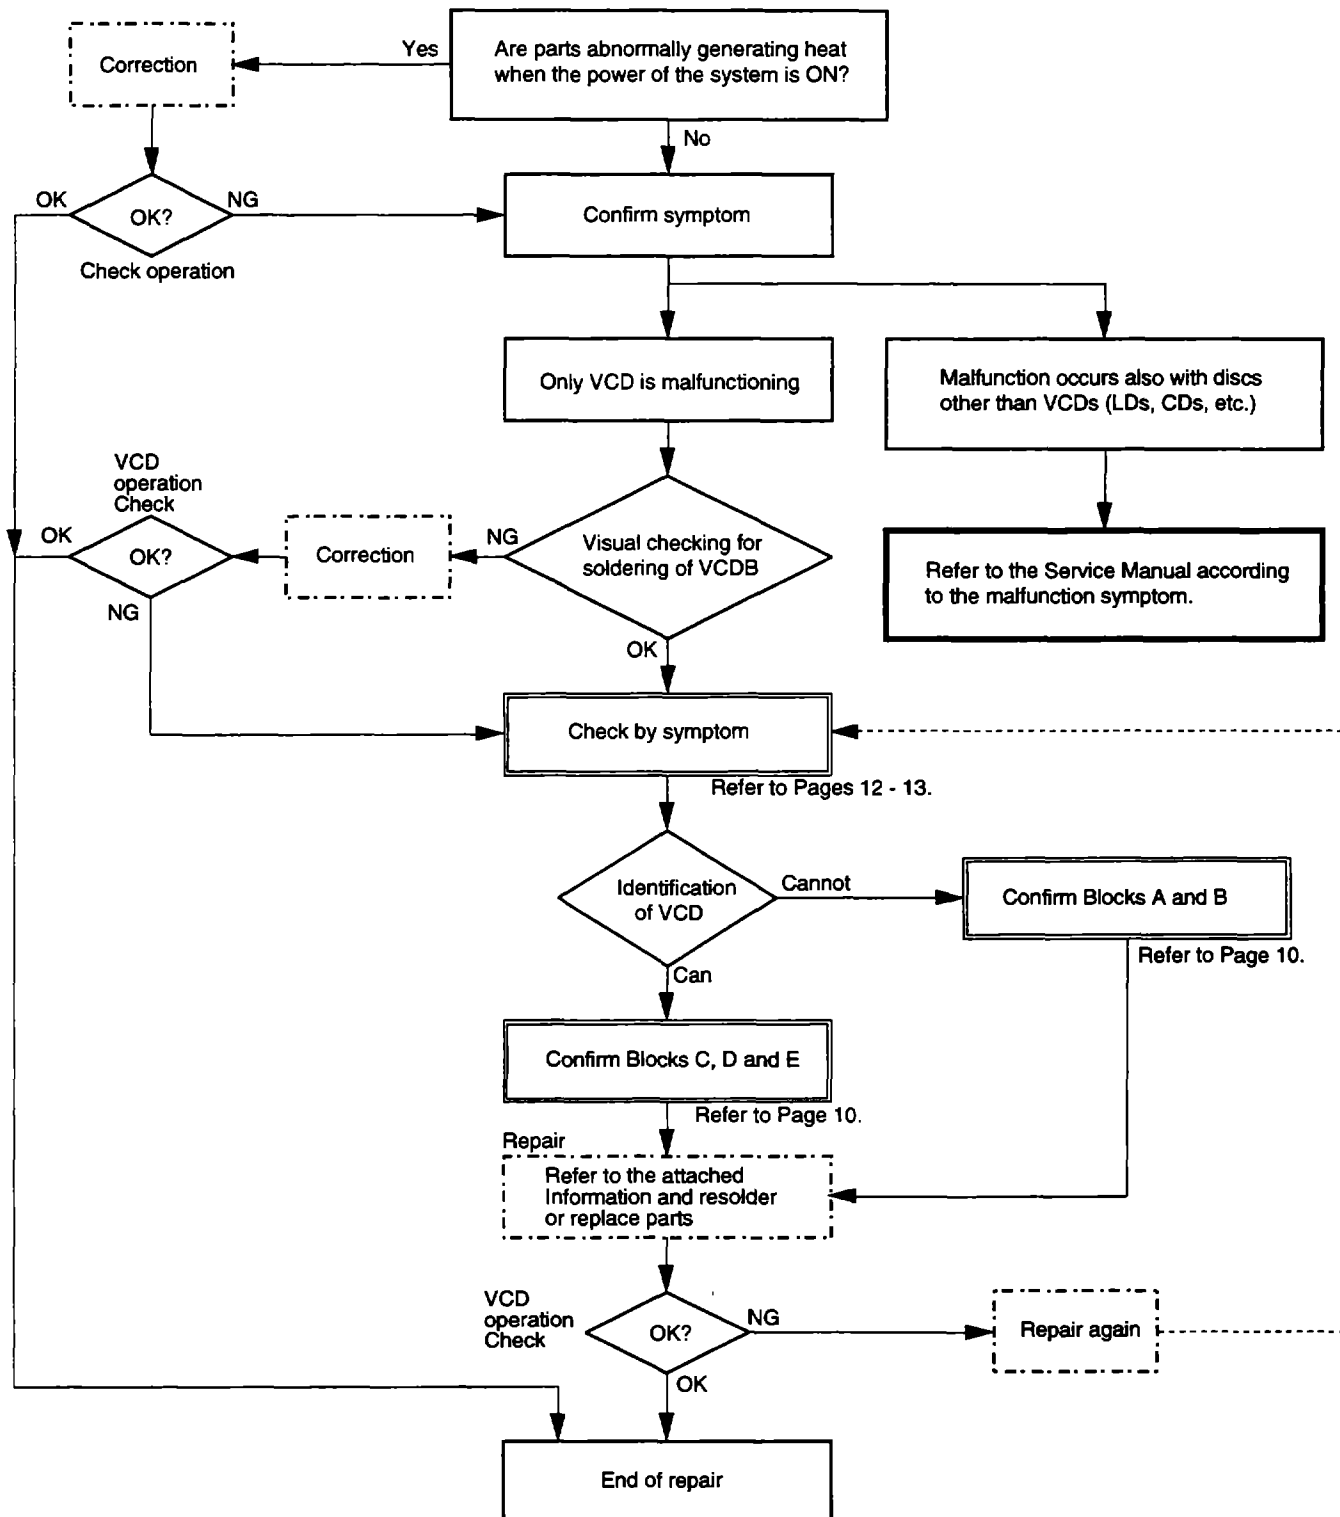 Are parts abnormally generating heat
when the power of the system is ON?
Yes
Correction
No
OK
OK?
NG
Check operation
Confirm symptom
Only VCD is malfunctioning
Malfunction occurs also with discs
other than VCDs (LDs, CDs, etc.)
Refer to the Service Manual according
to the malfunction symptom.
VCD
operation
Check
OK
OK?
NG
Correction
NG
Visual checking for
soldering of VCDB
OK
Check by symptom
Refer to Pages 12 - 13.
Identification
of VCD
Cannot
Confirm Blocks A and B
Refer to Page 10.
Can
Confirm Blocks C, D and E
Refer to Page 10.
Repair
Refer to the attached
Information and resolder
or replace parts
VCD
operation
Check
OK?
NG
Repair again
OK
End of repair